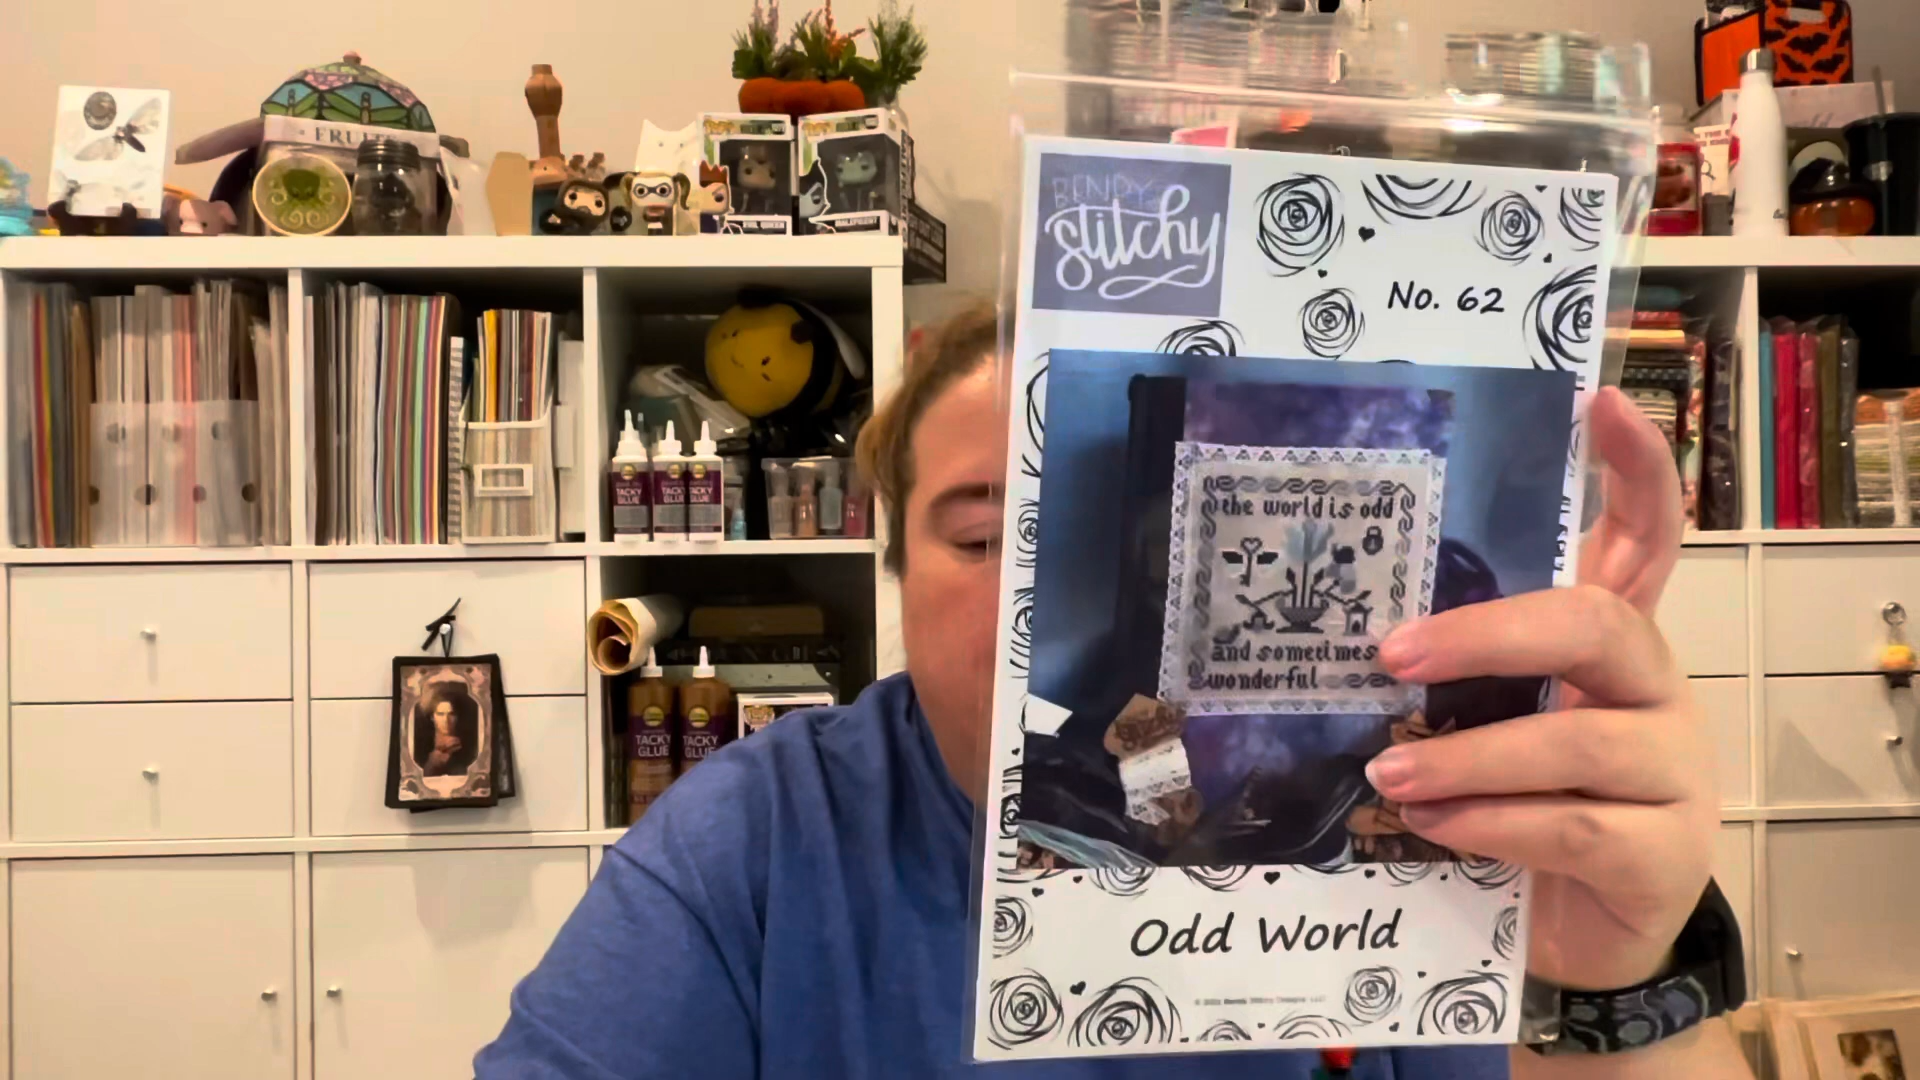 FRUIT
EVIL QUEEN
MALEFICENT
TACKY
GLUE
TACKY
GLUE
TACKY
GLUE
TACKY
GLUE
TACKY
GLUE
BENDY
stitchy
No. 62
the world is odd
and sometimes
wonderful
Odd World